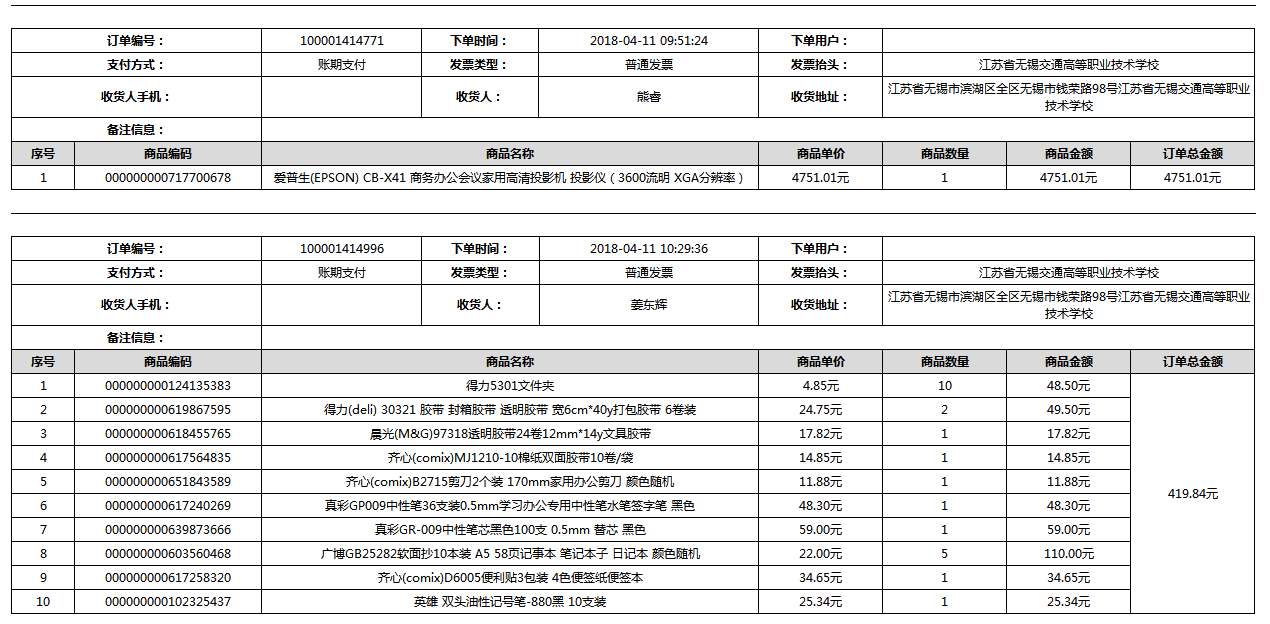 订单编号： 100001414771 下单时间： 2018-04-11 09:51:24 下单用户：
支付方式： 账期支付 发票类型： 普通发票 发票抬头： 江苏省无锡交通高等职业技术学校
收货人手机： 收货人： 熊睿 收货地址： 江苏省无锡市滨湖区全区无锡市钱荣路98号江苏省无锡交通高等职业
技术学校
备注信息：
序号 商品编码 商品名称 商品单价 商品数量 商品金额 订单总金额
1 000000000717700678 爱普生(EPSON) CB-X41 商务办公会议家用高清投影机 投影仪（3600流明 XGA分辨率） 4751.01元 1 4751.01元 4751.01元
订单编号： 100001414996 下单时间： 2018-04-11 10:29:36 下单用户：
支付方式： 账期支付 发票类型： 普通发票 发票抬头： 江苏省无锡交通高等职业技术学校
收货人手机： 收货人： 姜东辉 收货地址： 江苏省无锡市滨湖区全区无锡市钱荣路98号江苏省无锡交通高等职业
技术学校
备注信息：
序号 商品编码 商品名称 商品单价 商品数量 商品金额 订单总金额
1 000000000124135383 得力5301文件夹 4.85元 10 48.50元
2 000000000619867595 得力(deli) 30321 胶带 封箱胶带 透明胶带 宽6cm*40y打包胶带 6卷装 24.75元 2 49.50元
3 000000000618455765 晨光(M&G)97318透明胶带24卷12mm*14y文具胶带 17.82元 1 17.82元
4 000000000617564835 齐心(comix)MJ1210-10棉纸双面胶带10卷/袋 14.85元 1 14.85元
5 000000000651843589 齐心(comix)B2715剪刀2个装 170mm家用办公剪刀 颜色随机 11.88元 1 11.88元
6 000000000617240269 真彩GP009中性笔36支装0.5mm学习办公专用中性笔水笔签字笔 黑色 48.30元 1 48.30元
7 000000000639873666 真彩GR-009中性笔芯黑色100支 0.5mm 替芯 黑色 59.00元 1 59.00元
8 000000000603560468 广博GB25282软面抄10本装 A5 58页记事本 笔记本子 日记本 颜色随机 22.00元 5 110.00元
9 000000000617258320 齐心(comix)D6005便利贴3包装 4色便签纸便签本 34.65元 1 34.65元
10 000000000102325437 英雄 双头油性记号笔-880黑 10支装 25.34元 1 25.34元
419.84元